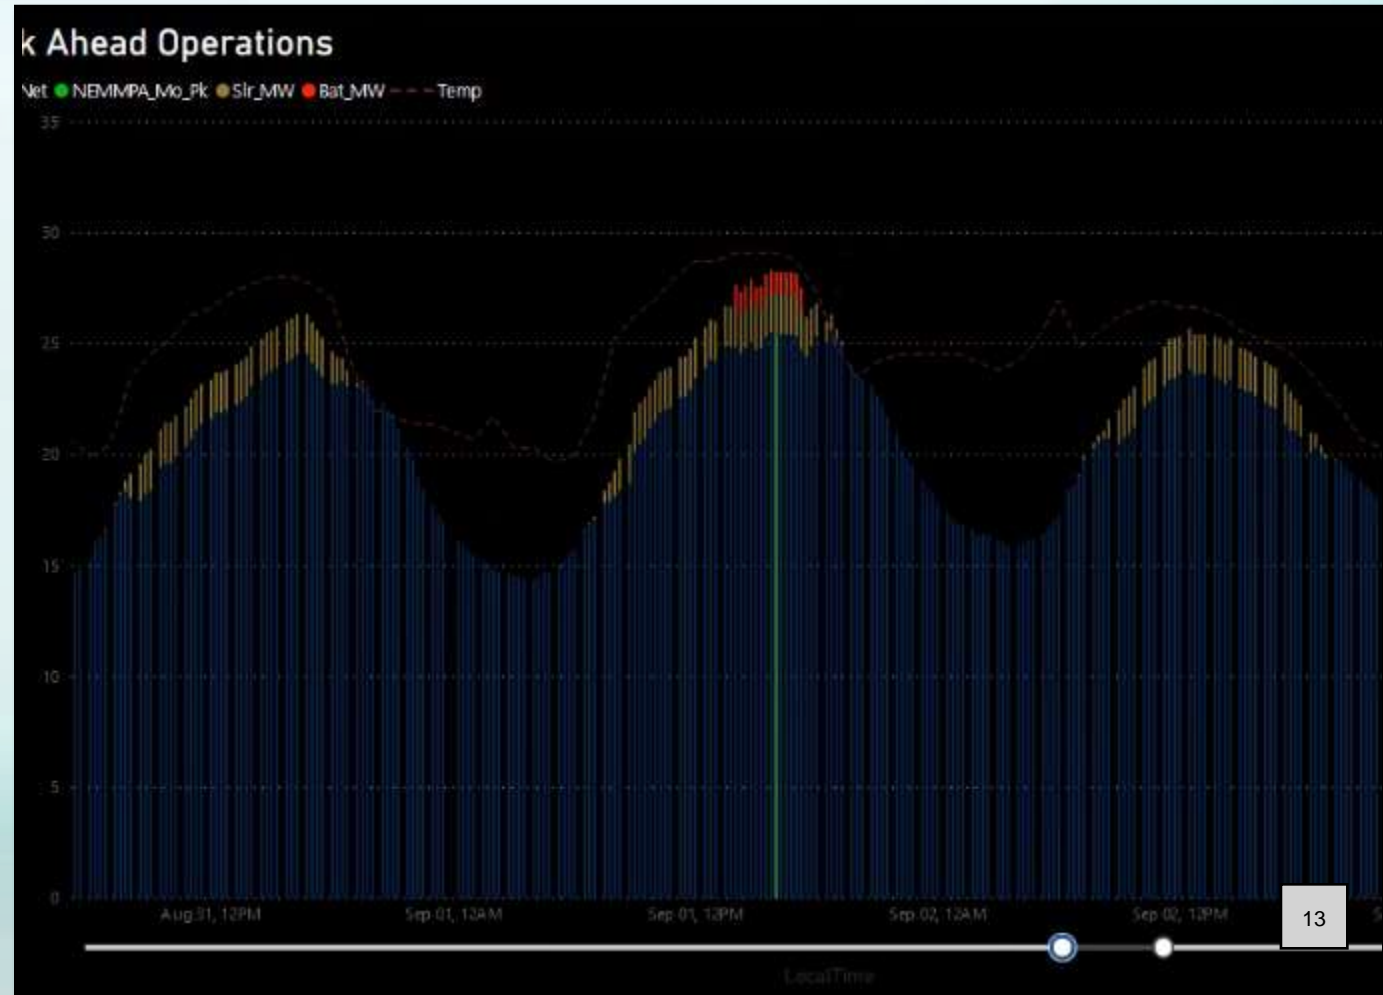 k Ahead Operations
Net NEMMPA_Mo_Pk Slr_MW Bat_MW Temp
35
30
25
20
15
10
5
0
Aug 31, 12PM Sep 01, 12AM Sep 01, 12PM Sep 02, 12AM Sep 02, 12PM S
13
LocalTime